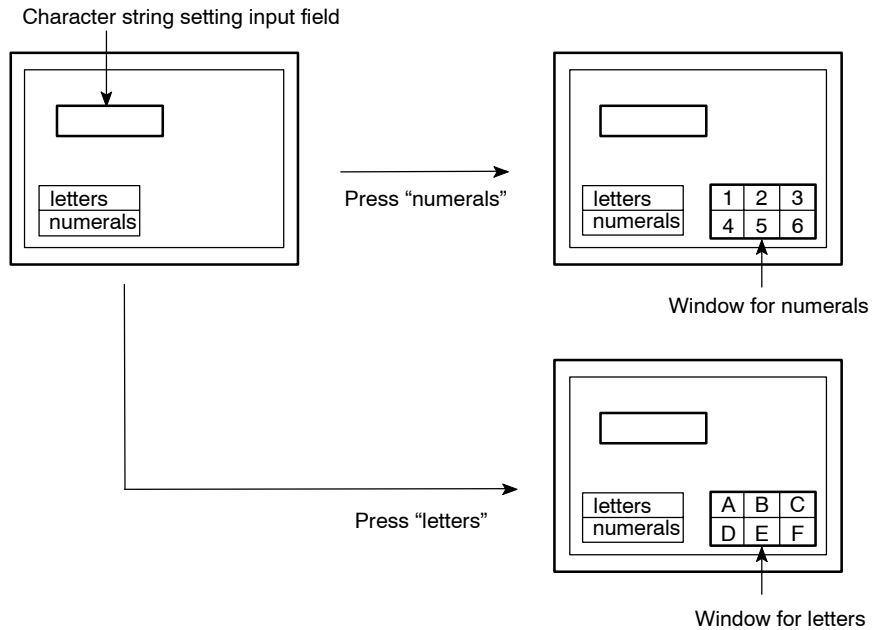 Character string setting input field
letters
numerals
Press “numerals”
letters
numerals
1 2 3
4 5 6
Window for numerals
Press “letters”
letters
numerals
A B C
D E F
Window for letters